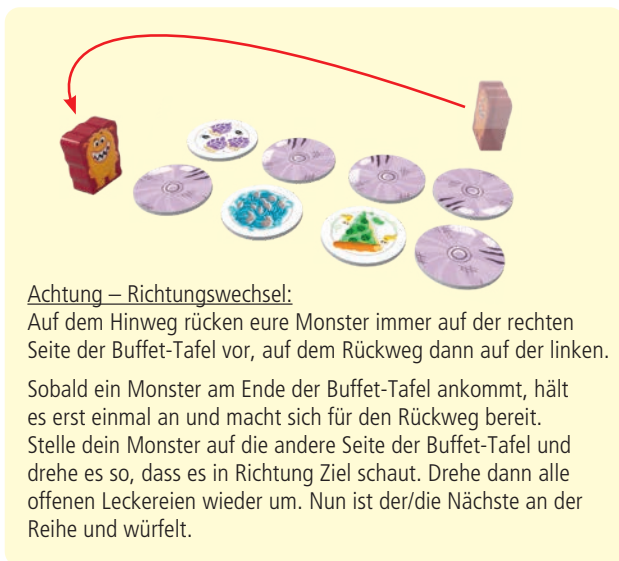 Achtung – Richtungswechsel:
Auf dem Hinweg rücken eure Monster immer auf der rechten
Seite der Buffet-Tafel vor, auf dem Rückweg dann auf der linken.
Sobald ein Monster am Ende der Buffet-Tafel ankommt, hält
es erst einmal an und macht sich für den Rückweg bereit.
Stelle dein Monster auf die andere Seite der Buffet-Tafel und
drehe es so, dass es in Richtung Ziel schaut. Drehe dann alle
offenen Leckereien wieder um. Nun ist der/die Nächste an der
Reihe und würfelt.